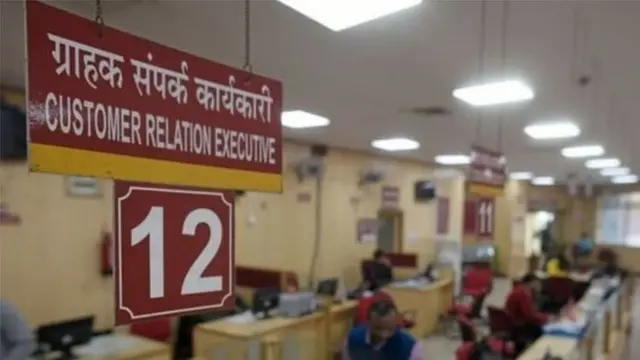 ग्राहक संपर्क कार्यकारी
CUSTOMER RELATION EXECUTIVE
12
11